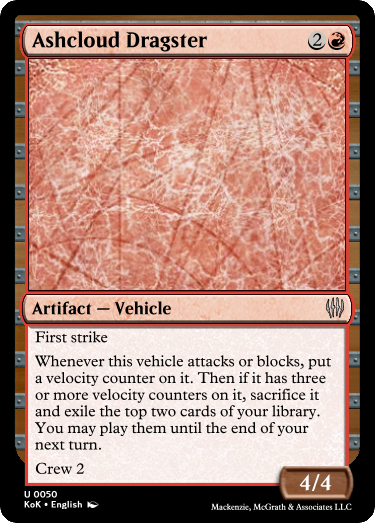 Ashcloud Dragster 2
Artifact — Vehicle
First strike
Whenever this vehicle attacks or blocks, put
a velocity counter on it. Then if it has three
or more velocity counters on it, sacrifice it
and exile the top two cards of your library.
You may play them until the end of your
next turn.
Crew 2
4/4
U 0050
KoK • English
Mackenzie, McGrath & Associates LLC